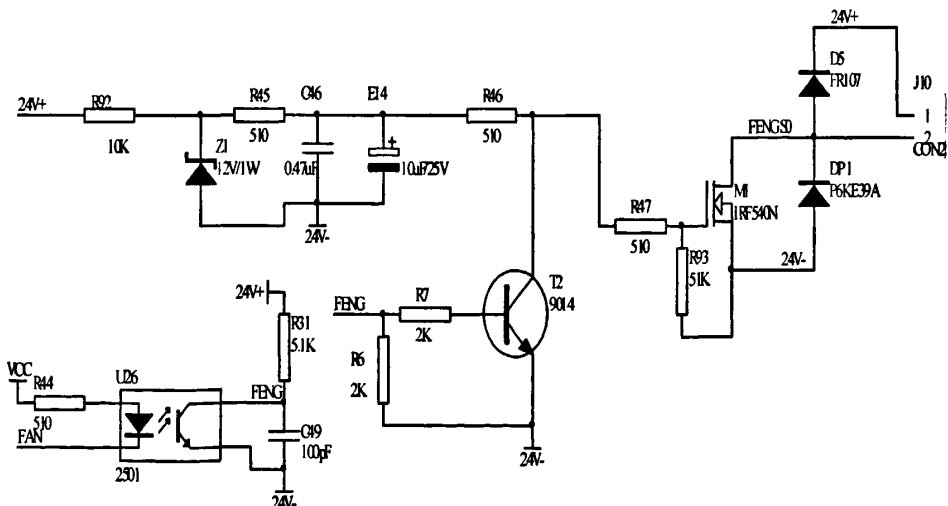 24V+
D5
FR107
J10
1
2
CON2
24V+
R92
10K
R45
510
C46
0.47uF
E14
+
10uF/25V
R46
510
Z1
12V/1W
24V-
FENGS0
M1
IRF540N
DP1
P6KE39A
R47
510
R93
51K
24V-
24V+
R31
5.1K
FENG
R7
2K
T2
9014
R6
2K
24V-
VCC
R44
510
FAN
U26
2501
FENG
C49
100pF
24V-